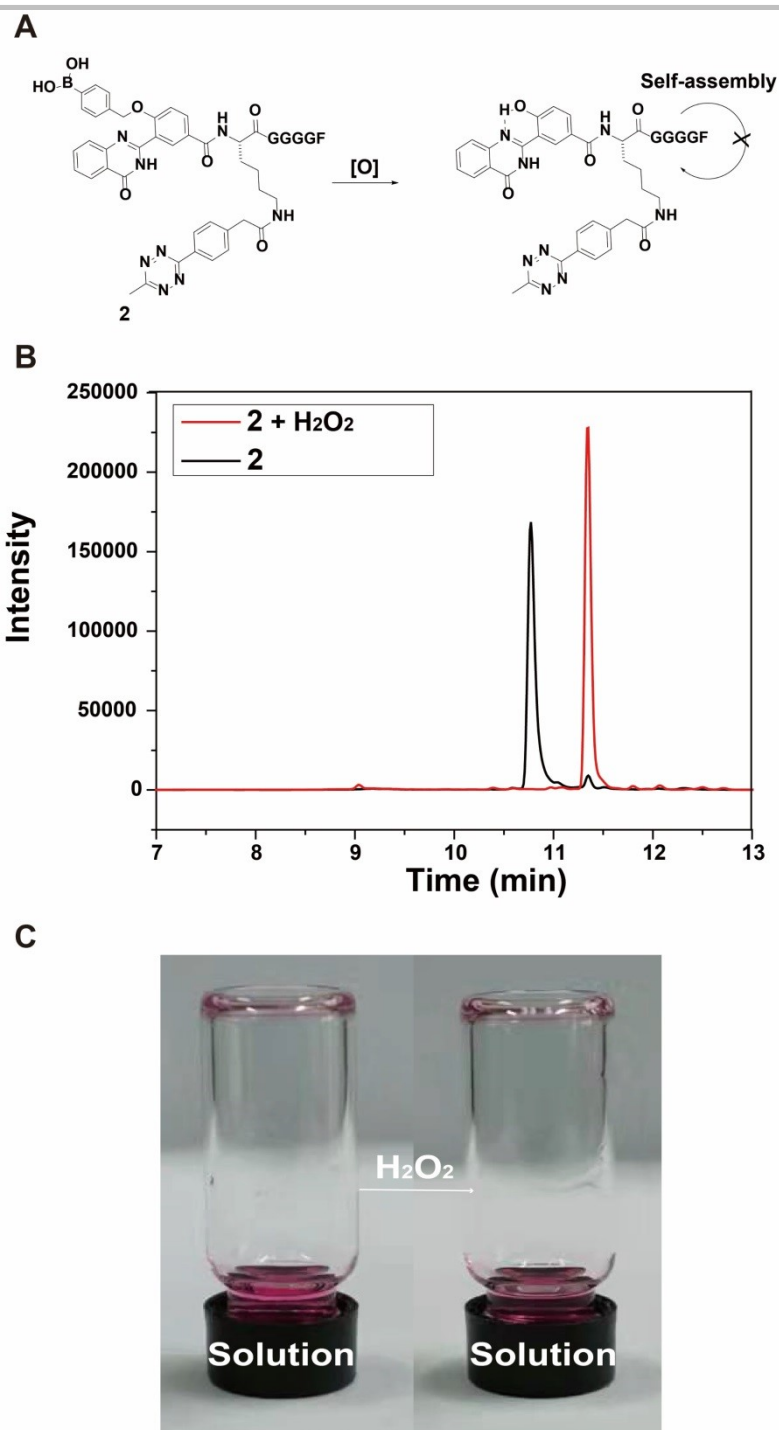 A
OH
HO
B
O
N
NH
O
H
N
O
O
GGGGF
NH
O
N
N
N
N
2
[O]
H
O
N
NH
O
H
N
O
O
GGGGF
NH
O
N
N
N
N
Self-assembly
X
B
250000
200000
150000
100000
50000
0
Intensity
2 + H2O2
2
7 8 9 10 11 12 13
Time (min)
C
H2O2
Solution
Solution